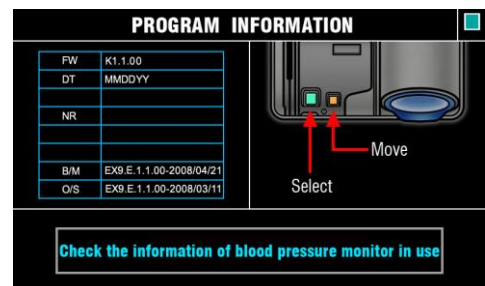 PROGRAM INFORMATION
FW K1.1.00
DT MMDDYY
NR
B/M EX9.E.1.1.00-2008/04/21
O/S EX9.E.1.1.00-2008/03/11
Move
Select
Check the information of blood pressure monitor in use